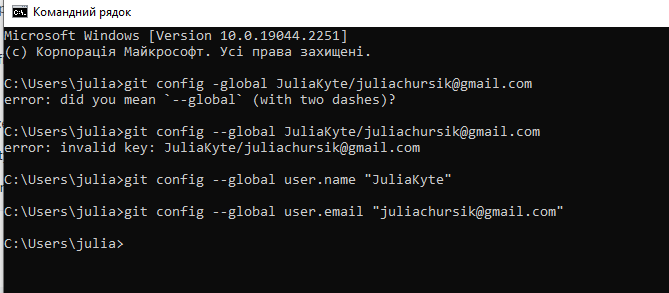 Командний рядок
Microsoft Windows [Version 10.0.19044.2251]
(c) Корпорація Майкрософт. Усі права захищені.
C:\Users\julia>git config -global JuliaKyte/juliachursik@gmail.com
error: did you mean `--global` (with two dashes)?
C:\Users\julia>git config --global JuliaKyte/juliachursik@gmail.com
error: invalid key: JuliaKyte/juliachursik@gmail.com
C:\Users\julia>git config --global user.name "JuliaKyte"
C:\Users\julia>git config --global user.email "juliachursik@gmail.com"
C:\Users\julia>